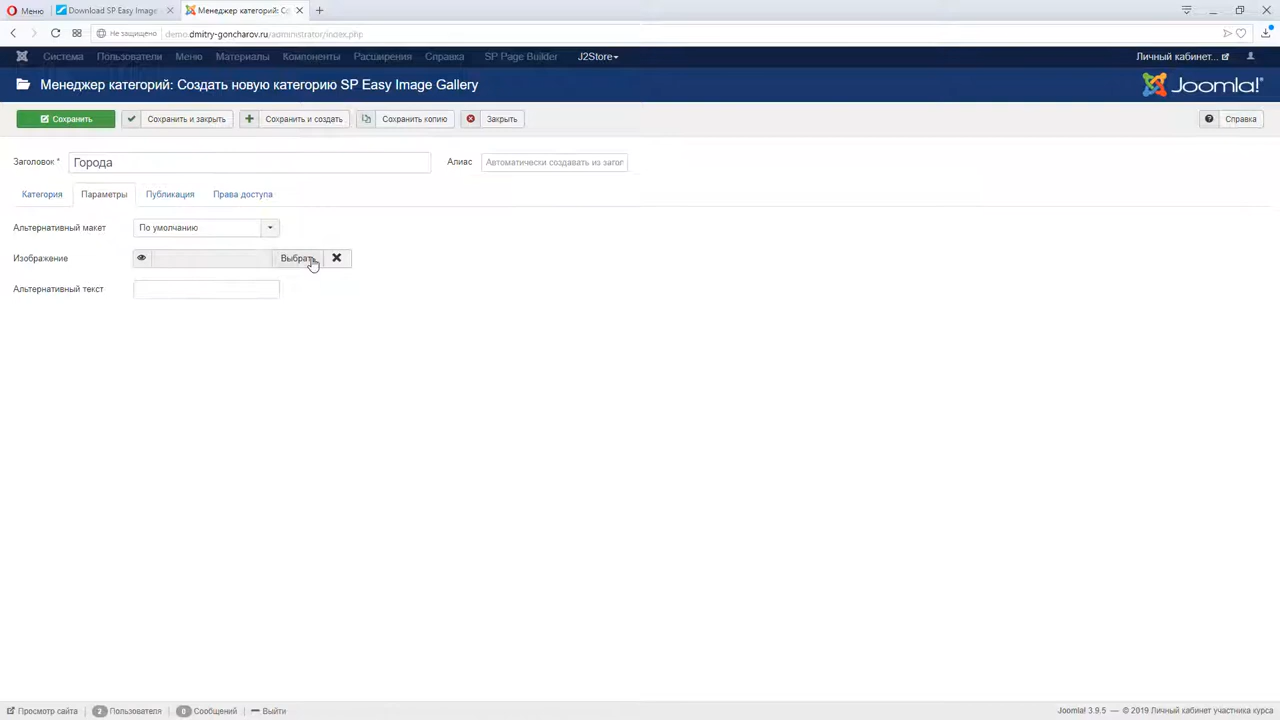 Меню
Download SP Easy Image
Менеджер категорий: Со
Не защищено
demo.dmitry-goncharov.ru/administrator/index.php
Система Пользователи Меню Материалы Компоненты Расширения Справка SP Page Builder J2Store
Личный кабинет...
Менеджер категорий: Создать новую категорию SP Easy Image Gallery
Joomla!®
Сохранить
Сохранить и закрыть
Сохранить и создать
Сохранить копию
Закрыть
Справка
Заголовок * Города
Алиас Автоматически создавать из загол
Категория Параметры Публикация Права доступа
Альтернативный макет По умолчанию
Изображение Выбрать
Альтернативный текст
Просмотр сайта 2 Пользователя 0 Сообщений Выйти
Joomla! 3.9.5 — © 2019 Личный кабинет участника курса